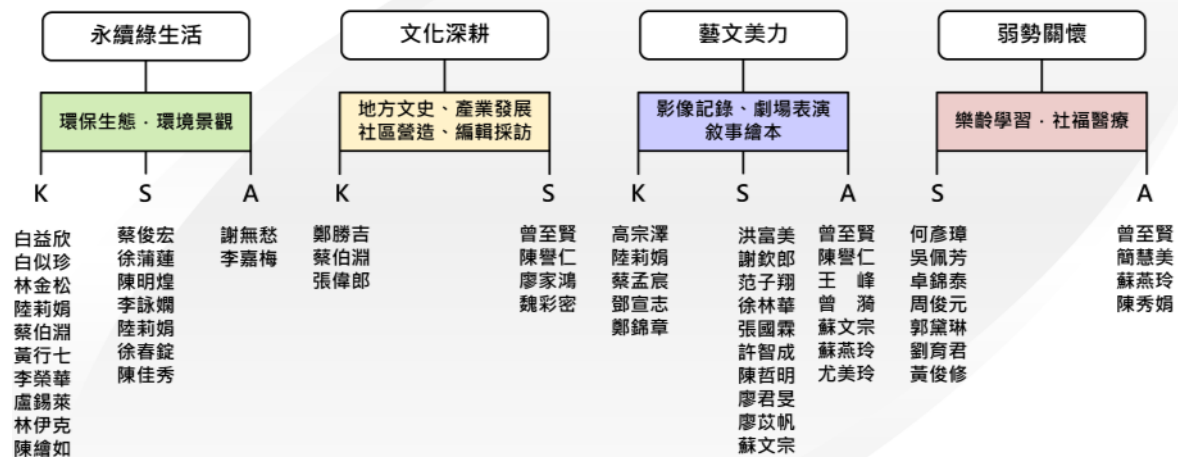 永續綠生活
環保生態．環境景觀
K
白益欣
白似珍
林金松
陸莉娟
蔡伯淵
黃行七
李榮華
盧錫萊
林伊克
陳繪如
S
蔡俊宏
徐蒲蓮
陳明煌
李詠嫻
陸莉娟
徐春錠
陳佳秀
A
謝無愁
李嘉梅
文化深耕
地方文史、產業發展
社區營造、編輯採訪
K
鄭勝吉
蔡伯淵
張偉郎
S
曾至賢
陳譽仁
廖家鴻
魏彩密
藝文美力
影像記錄、劇場表演
敘事繪本
K
高宗澤
陸莉娟
蔡孟宸
鄧宣志
鄭錦章
S
洪富美
謝欽郎
范子翔
徐林華
張國霖
許智成
陳哲明
廖君旻
廖苡帆
蘇文宗
A
曾至賢
陳譽仁
王　峰
曾　漪
蘇文宗
蘇燕玲
尤美玲
弱勢關懷
樂齡學習．社福醫療
S
何彥璋
吳佩芳
卓錦泰
周俊元
郭黛琳
劉育君
黃俊修
A
曾至賢
簡慧美
蘇燕玲
陳秀娟